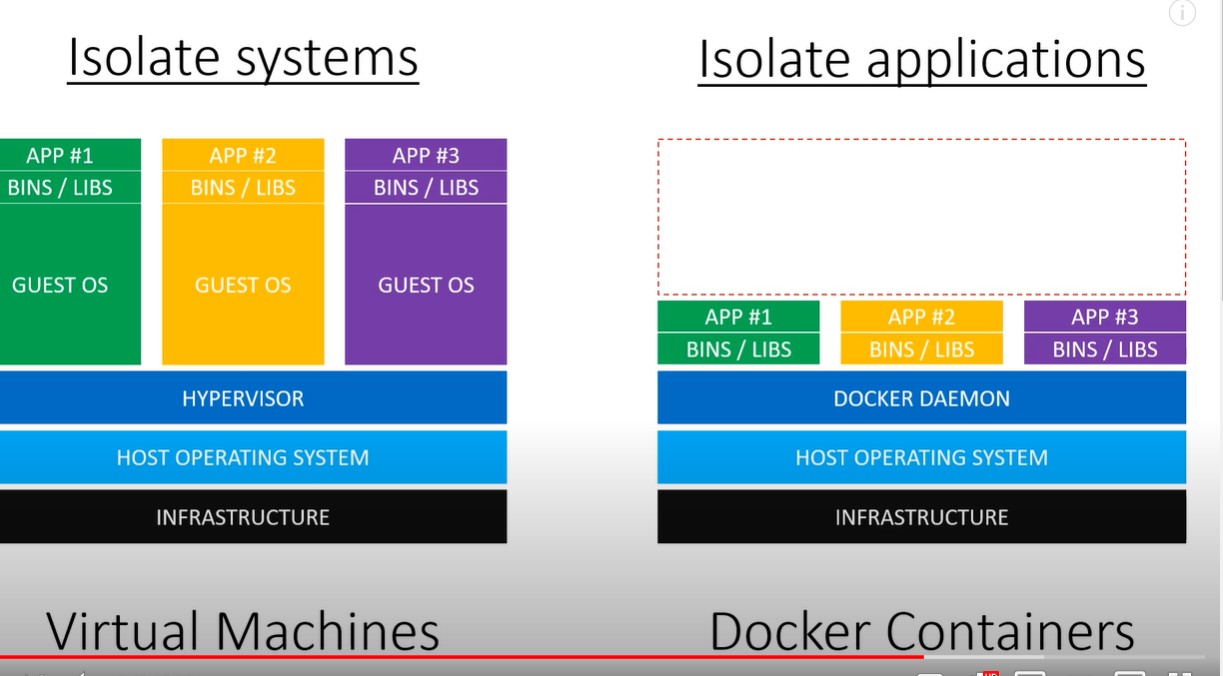 Isolate systems
APP #1
BINS / LIBS
GUEST OS
APP #2
BINS / LIBS
GUEST OS
APP #3
BINS / LIBS
GUEST OS
HYPERVISOR
HOST OPERATING SYSTEM
INFRASTRUCTURE
Virtual Machines
Isolate applications
APP #1
BINS / LIBS
APP #2
BINS / LIBS
APP #3
BINS / LIBS
DOCKER DAEMON
HOST OPERATING SYSTEM
INFRASTRUCTURE
Docker Containers